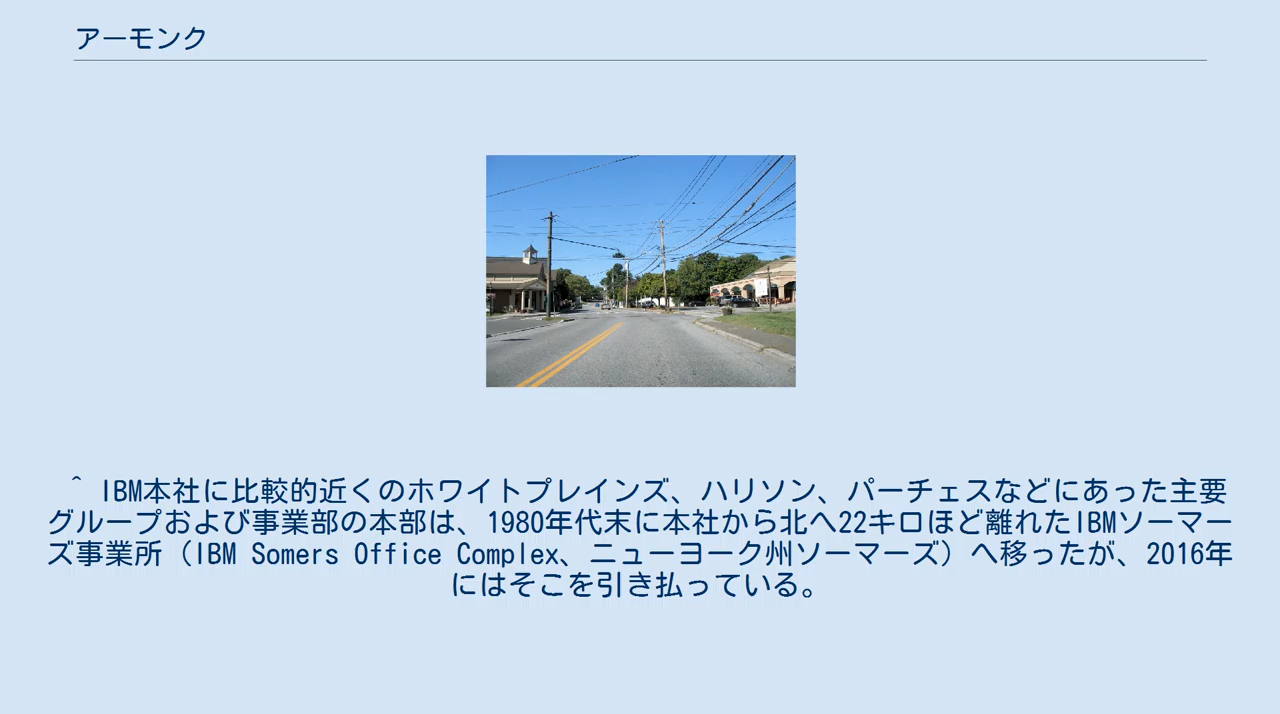 アーモンク
^ IBM本社に比較的近くのホワイトプレインズ、ハリソン、パーチェスなどにあった主要
グループおよび事業部の本部は、1980年代末に本社から北へ22キロほど離れたIBMソーマー
ズ事業所（IBM Somers Office Complex、ニューヨーク州ソーマーズ）へ移ったが、2016年
にはそこを引き払っている。